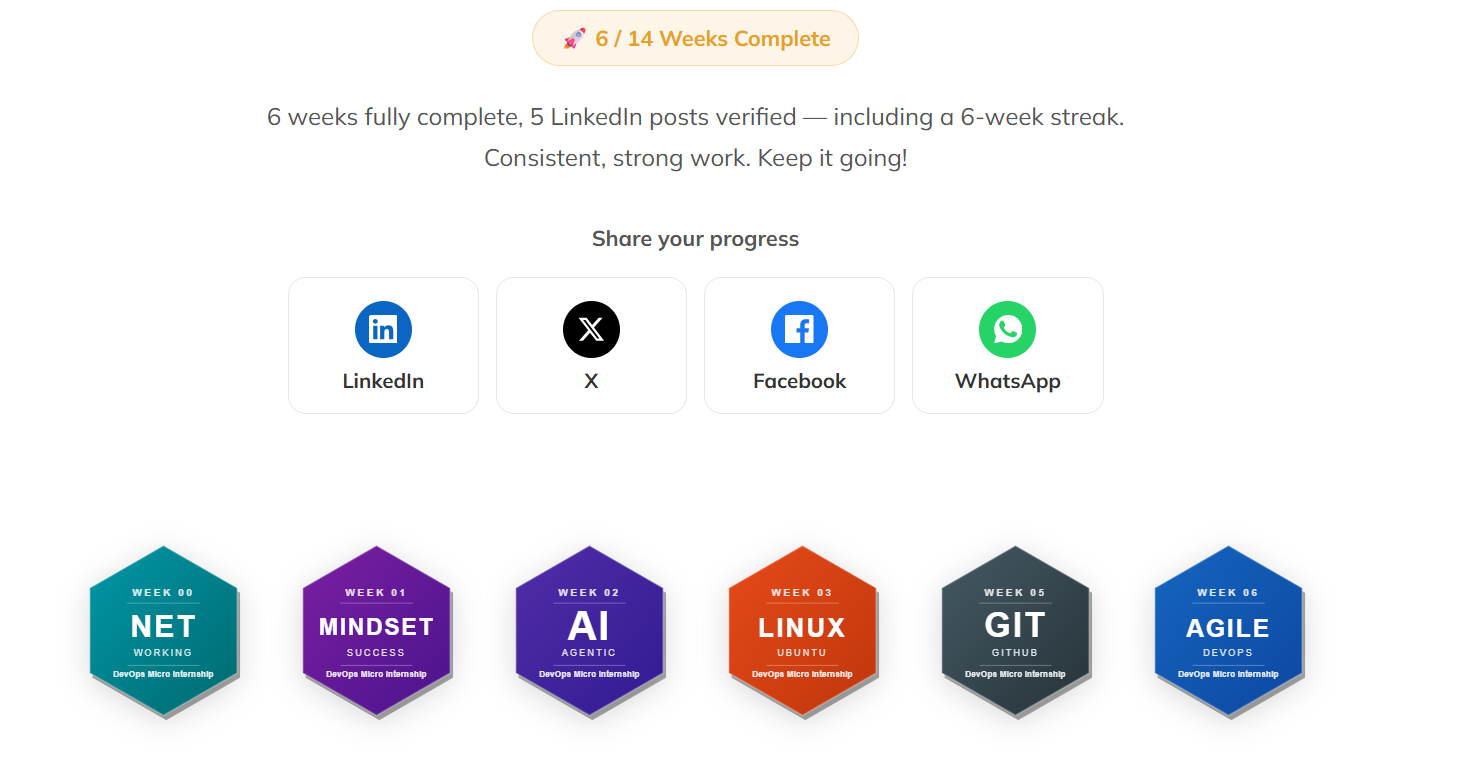 🚀 6 / 14 Weeks Complete
6 weeks fully complete, 5 LinkedIn posts verified — including a 6-week streak.
Consistent, strong work. Keep it going!
Share your progress
LinkedIn
X
Facebook
WhatsApp
WEEK 00
NET
WORKING
DevOps Micro Internship
WEEK 01
MINDSET
SUCCESS
DevOps Micro Internship
WEEK 02
AI
AGENTIC
DevOps Micro Internship
WEEK 03
LINUX
UBUNTU
DevOps Micro Internship
WEEK 05
GIT
GITHUB
DevOps Micro Internship
WEEK 06
AGILE
DEVOPS
DevOps Micro Internship